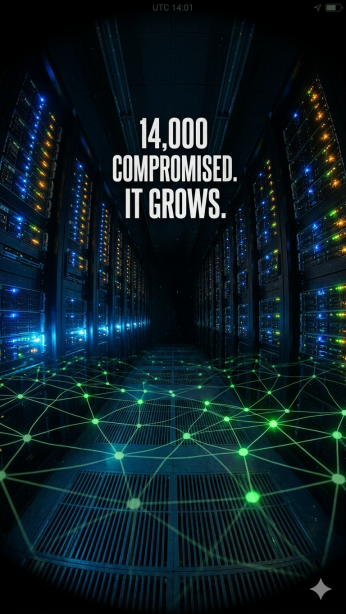 UTC 14:01
14,000
COMPROMISED.
IT GROWS.